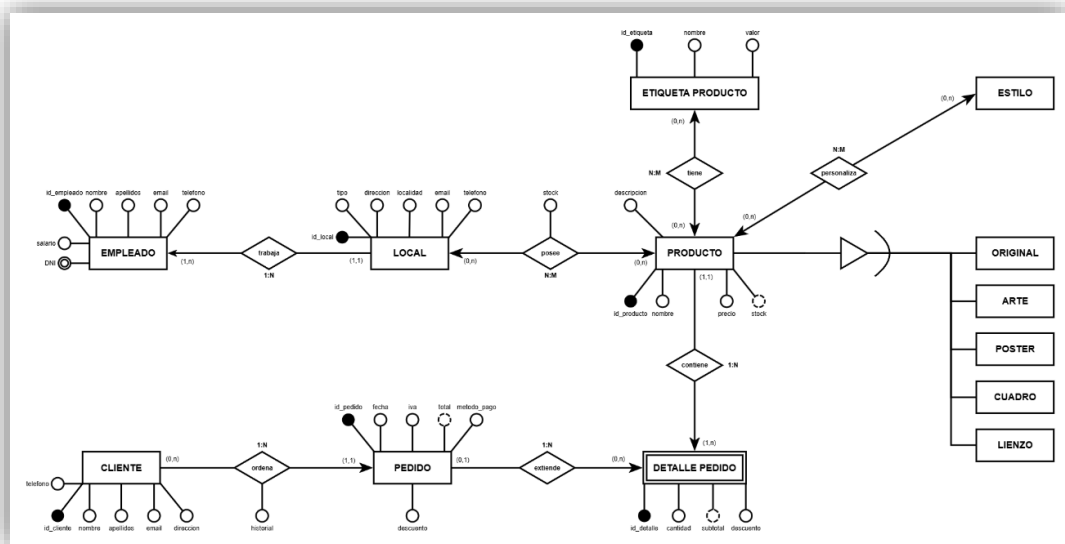 id_etiqueta nombre valor
ETIQUETA PRODUCTO
(0,n)
ESTILO
(0,n)
N:M
personaliza
N:M
tiene
(0,n)
(0,n)
id_empleado nombre apellidos email telefono
salario
DNI
EMPLEADO
(1,n)
trabaja
1:N
(1,1)
tipo direccion localidad email telefono
id_local
LOCAL
(0,n)
stock
posee
N:M
(0,n)
descripcion
PRODUCTO
(1,1)
id_producto nombre precio stock
ORIGINAL
ARTE
POSTER
CUADRO
LIENZO
contiene
1:N
(1,n)
CLIENTE
(0,n)
telefono
id_cliente nombre apellidos email direccion
1:N
ordena
historial
(1,1)
id_pedido fecha iva total metodo_pago
PEDIDO
(0,1)
descuento
1:N
extiende
(0,n)
DETALLE PEDIDO
id_detalle cantidad subtotal descuento